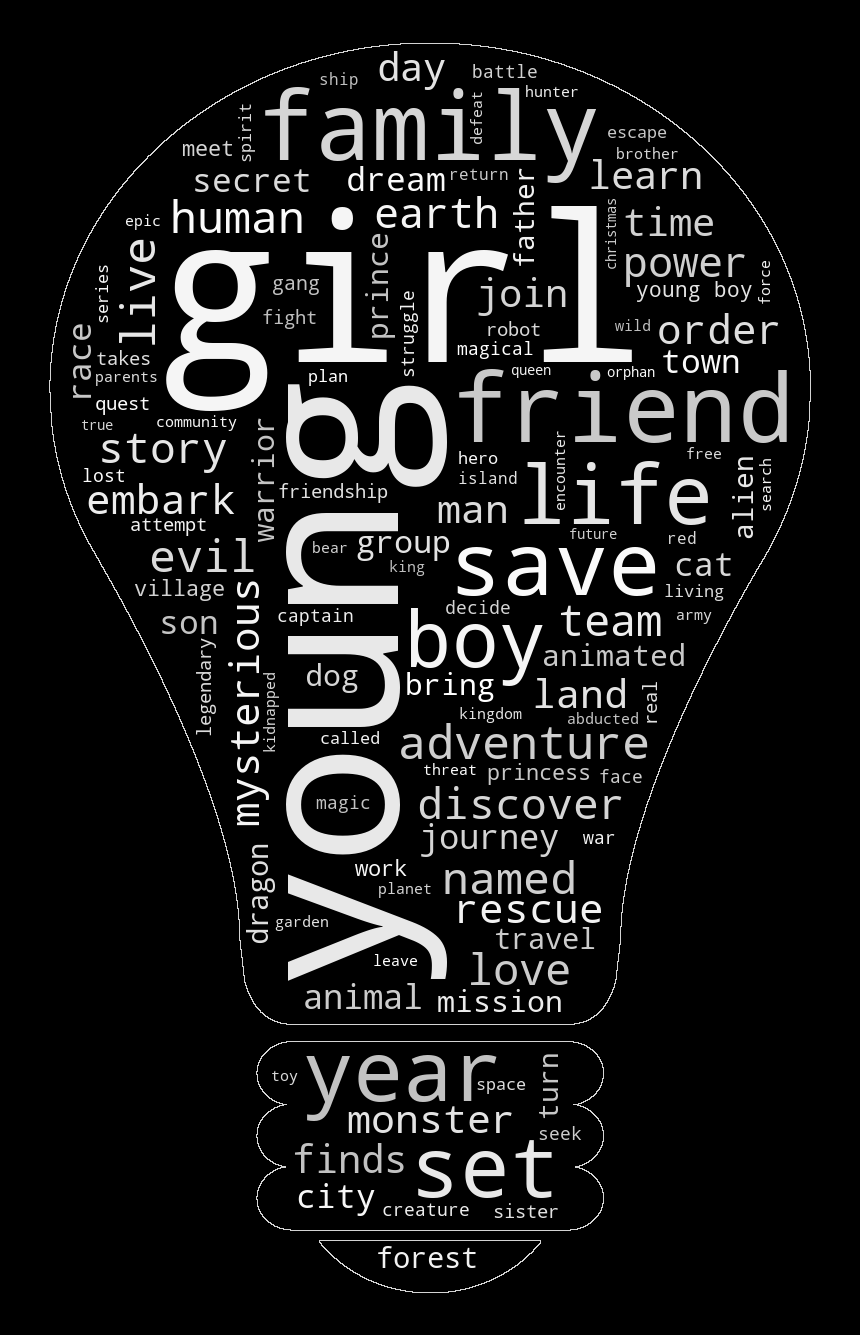 day
ship
battle
hunter
family
defeat
spirit
escape
meet
brother
secret
dream
return
father
learn
human
earth
christmas
time
epic
live
girl
prince
power
series
gang
join
young boy
force
fight
struggle
robot
wild
order
race
takes
magical
town
parents
plan
queen
orphan
quest
friend
true
community
story
warrior
hero
encounter
free
lost
friendship
island
life
alien
search
embark
man
attempt
group
future
red
evil
bear
king
save
cat
village
young
living
mysterious
son
captain
decide
boy
team
army
legendary
kidnapped
dog
animated
bring
land
real
kingdom
abducted
called
adventure
threat
princess
face
magic
discover
journey
war
dragon
work
planet
named
garden
rescue
travel
leave
love
animal
mission
year
toy
space
turn
monster
seek
finds
set
city
creature
sister
forest